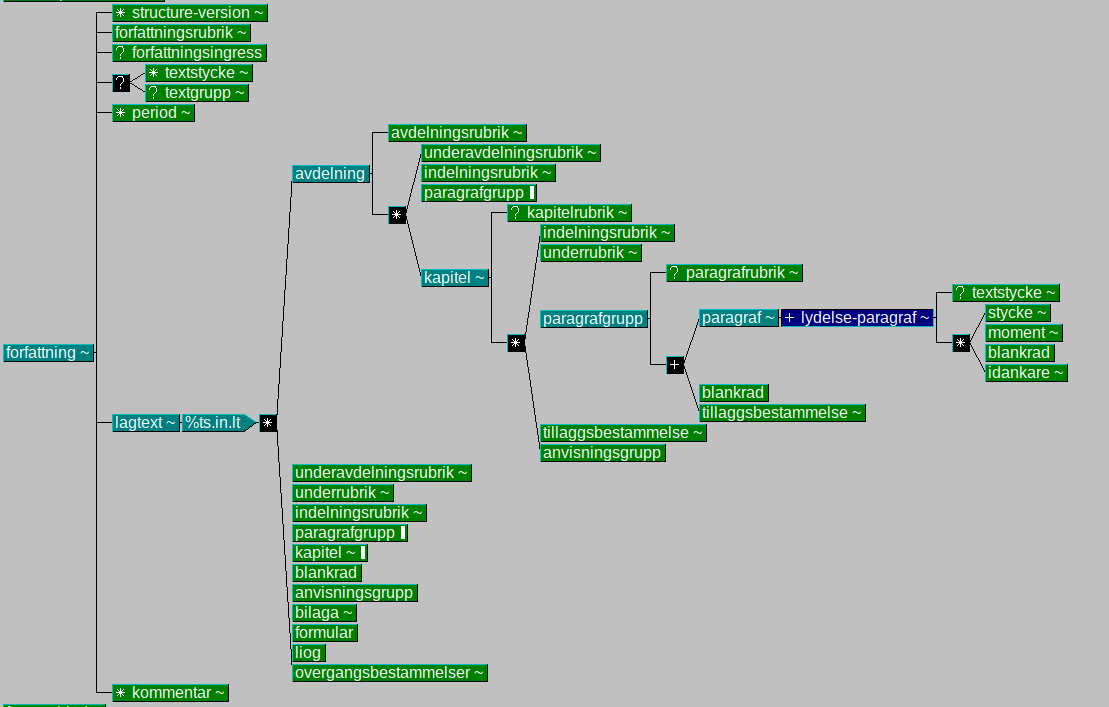 * structure-version ~
forfattningsrubrik ~
? forfattningsingress
* textstycke ~
?
? textgrupp ~
* period ~
avdelningsrubrik ~
underavdelningsrubrik ~
avdelning
indelningsrubrik ~
paragrafgrupp
*
? kapitelrubrik ~
indelningsrubrik ~
underrubrik ~
kapitel ~
? paragrafrubrik ~
? textstycke ~
paragrafgrupp
paragraf ~ + lydelse-paragraf ~
stycke ~
moment ~
*
*
blankrad
forfattning ~
+
idankare ~
blankrad
tillaggsbestammelse ~
lagtext ~ %ts.in.lt *
tillaggsbestammelse ~
anvisningsgrupp
underavdelningsrubrik ~
underrubrik ~
indelningsrubrik ~
paragrafgrupp
kapitel ~
blankrad
anvisningsgrupp
bilaga ~
formular
liog
overgangsbestammelser ~
* kommentar ~